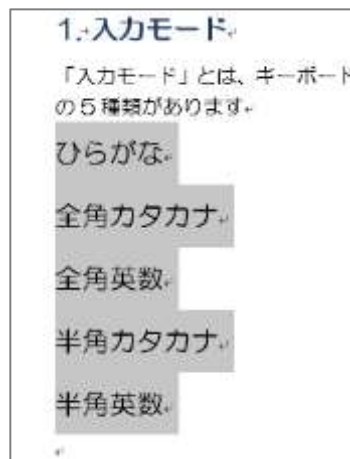 1.入力モード
「入力モード」とは、キーボード
の５種類があります
ひらがな
全角カタカナ
全角英数
半角カタカナ
半角英数